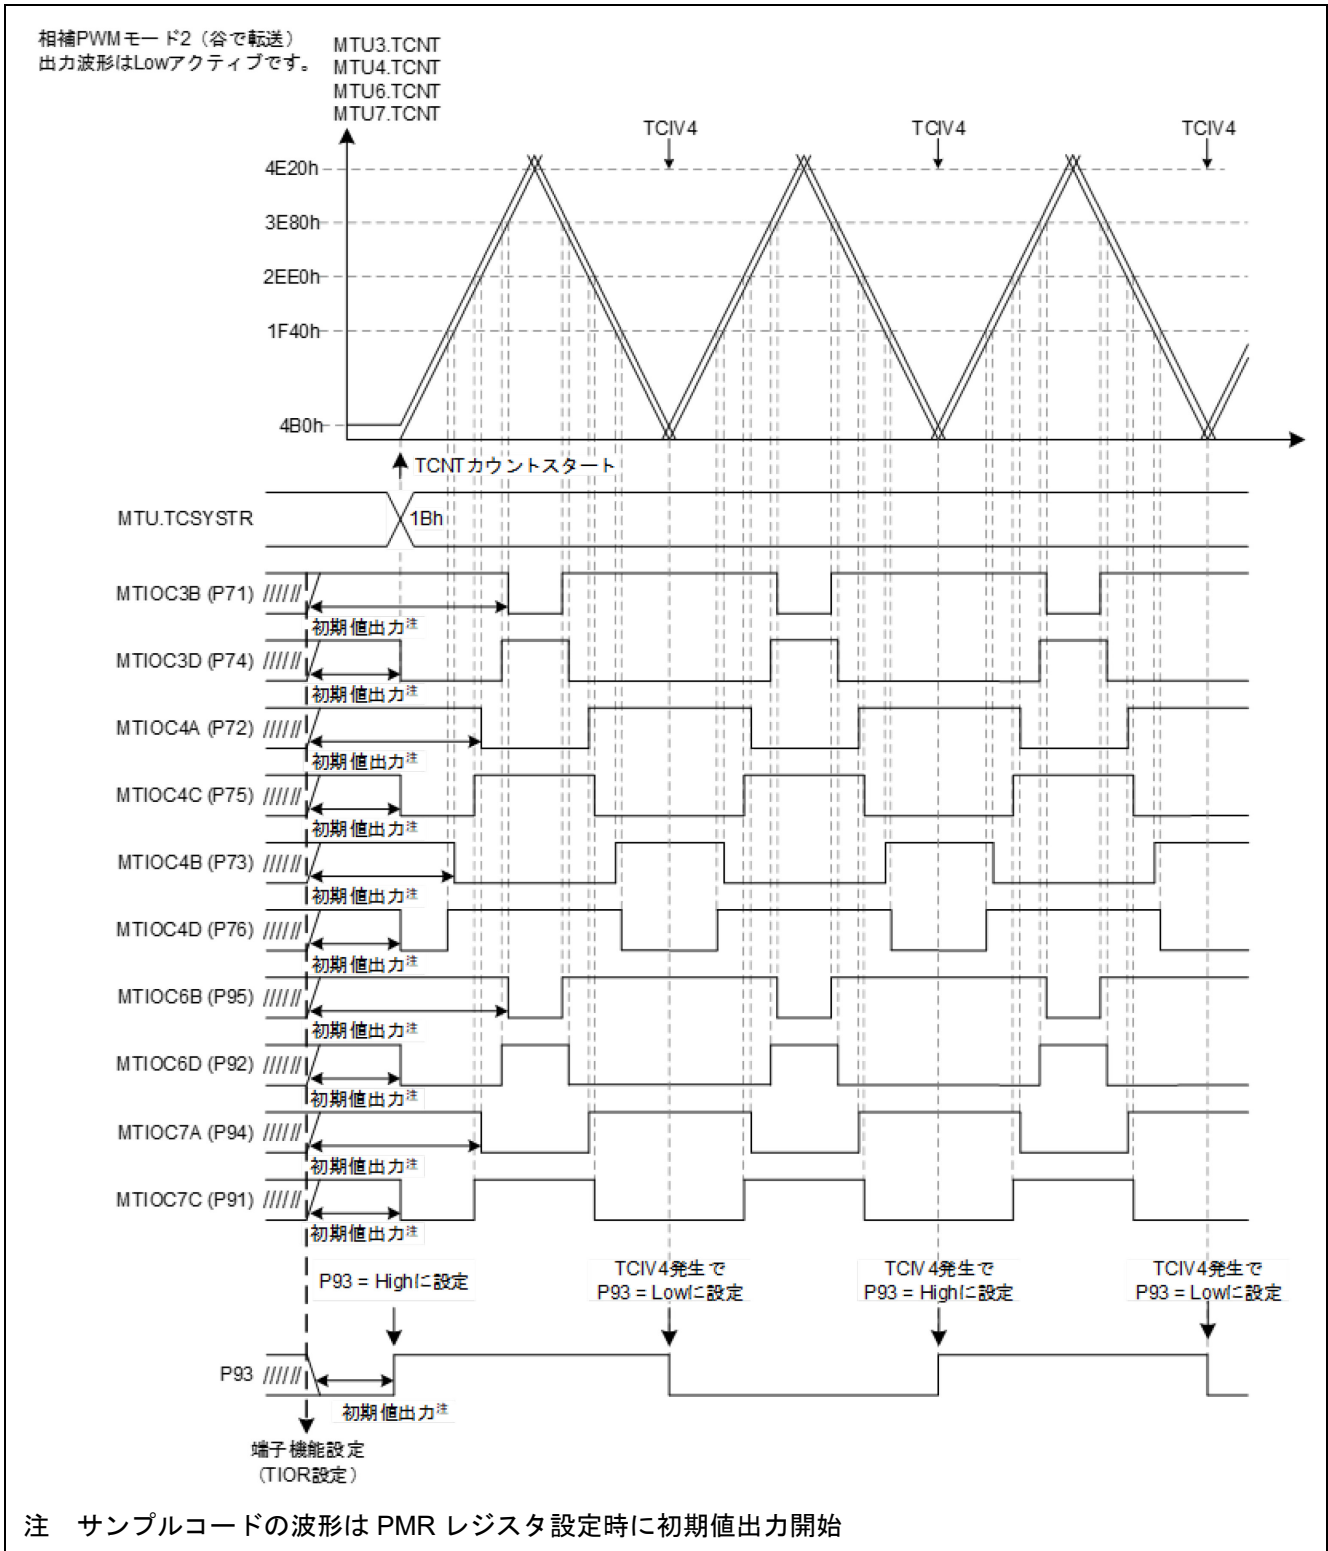 相補PWMモード2（谷で転送）
出力波形はLowアクティブです。
MTU3.TCNT
MTU4.TCNT
MTU6.TCNT
MTU7.TCNT
TCIV4
TCIV4
TCIV4
4E20h
3E80h
2EE0h
1F40h
4B0h
TCNTカウントスタート
MTU.TCSYSTR
1Bh
MTIOC3B (P71)
初期値出力注
MTIOC3D (P74)
初期値出力注
MTIOC4A (P72)
初期値出力注
MTIOC4C (P75)
初期値出力注
MTIOC4B (P73)
初期値出力注
MTIOC4D (P76)
初期値出力注
MTIOC6B (P95)
初期値出力注
MTIOC6D (P92)
初期値出力注
MTIOC7A (P94)
初期値出力注
MTIOC7C (P91)
初期値出力注
P93 = Highに設定
TCIV4発生で
P93 = Lowに設定
TCIV4発生で
P93 = Highに設定
TCIV4発生で
P93 = Lowに設定
P93
初期値出力注
端子機能設定
（TIOR設定）
注　サンプルコードの波形は PMR レジスタ設定時に初期値出力開始